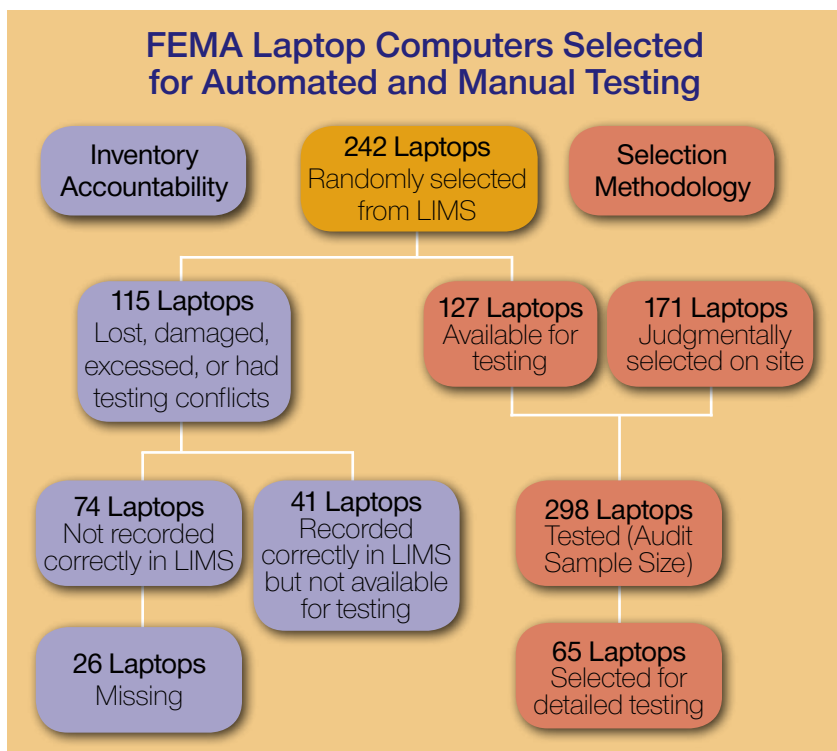 FEMA Laptop Computers Selected
for Automated and Manual Testing
Inventory
Accountability
242 Laptops
Randomly selected
from LIMS
Selection
Methodology
115 Laptops
Lost, damaged,
excessed, or had
testing conflicts
127 Laptops
Available for
testing
171 Laptops
Judgmentally
selected on site
74 Laptops
Not recorded
correctly in LIMS
41 Laptops
Recorded
correctly in LIMS
but not available
for testing
298 Laptops
Tested (Audit
Sample Size)
26 Laptops
Missing
65 Laptops
Selected for
detailed testing